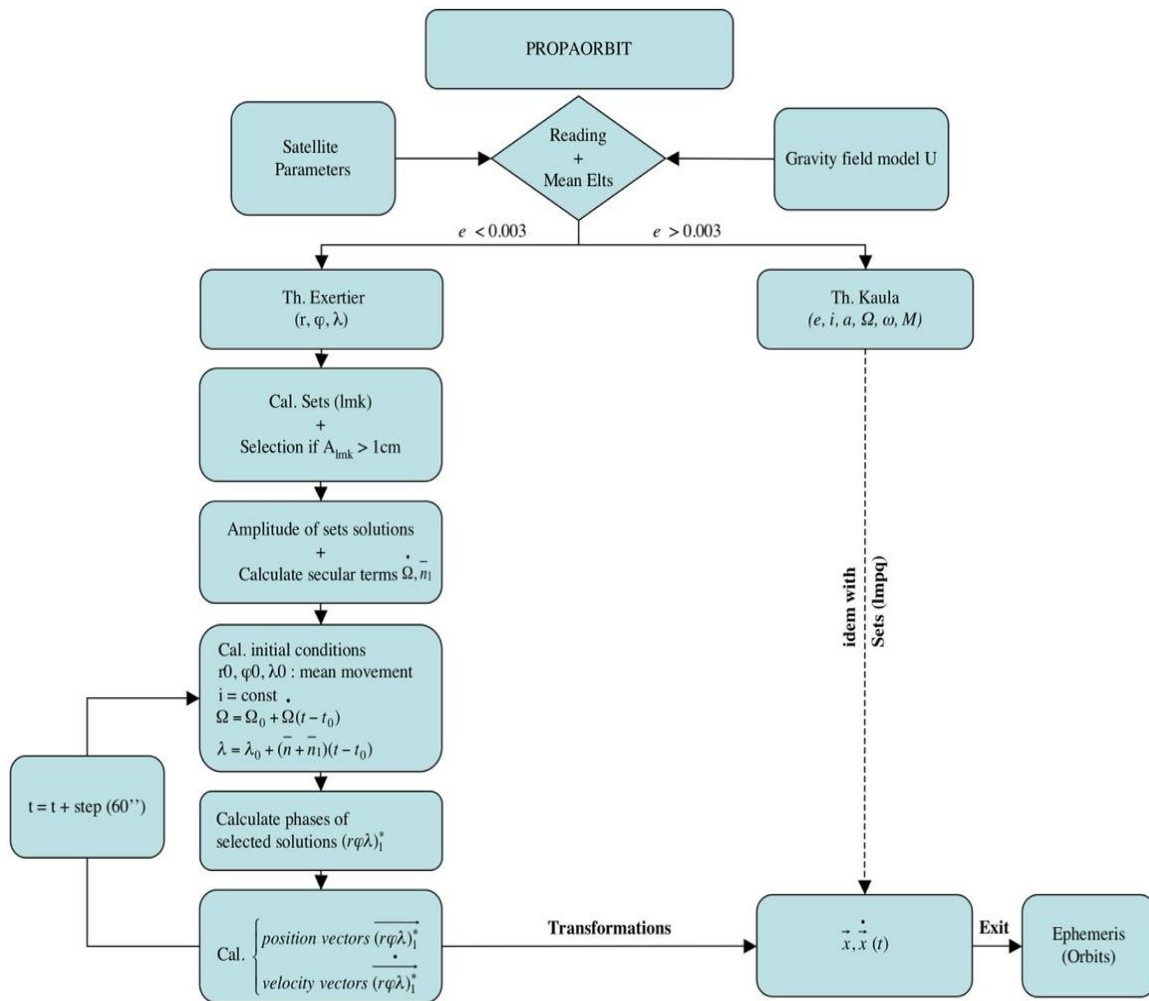 PROPAORBIT
Satellite
Parameters
Reading
+
Mean Elts
Gravity field model U
e < 0.003
e > 0.003
Th. Exertier
(r, φ, λ)
Th. Kaula
(e, i, a, Ω, ω, M)
Cal. Sets (lmk)
+
Selection if A_lmk > 1cm
Amplitude of sets solutions
+
Calculate secular terms Ω̇, n̄₁
idem with
Sets (lmpq)
Cal. initial conditions
r0, φ0, λ0 : mean movement
i = const
Ω = Ω₀ + Ω̇(t − t₀)
λ = λ₀ + (n̄ + n̄₁)(t − t₀)
t = t + step (60’’)
Calculate phases of
selected solutions (rφλ)₁*
Cal. { position vectors (rφλ)₁*
velocity vectors (rφλ)₁*
Transformations
x⃗, ẋ⃗ (t)
Exit
Ephemeris
(Orbits)